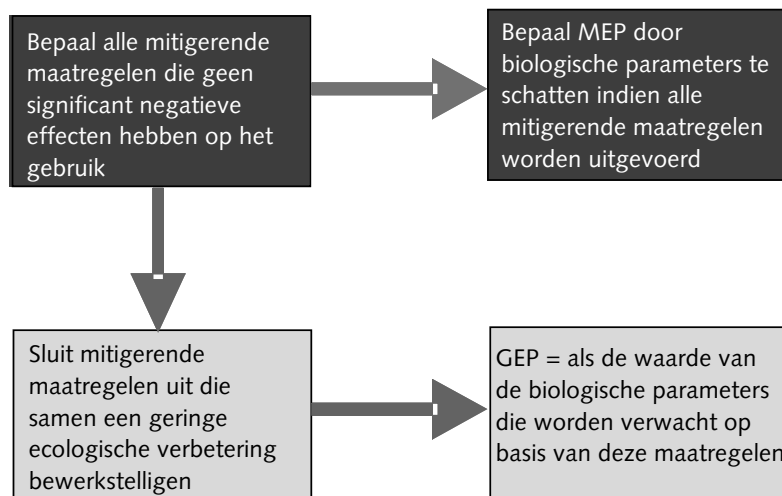 Bepaal alle mitigerende
maatregelen die geen
significant negatieve
effecten hebben op het
gebruik
Bepaal MEP door
biologische parameters te
schatten indien alle
mitigerende maatregelen
worden uitgevoerd
Sluit mitigerende
maatregelen uit die
samen een geringe
ecologische verbetering
bewerkstelligen
GEP = als de waarde van
de biologische parameters
die worden verwacht op
basis van deze maatregelen